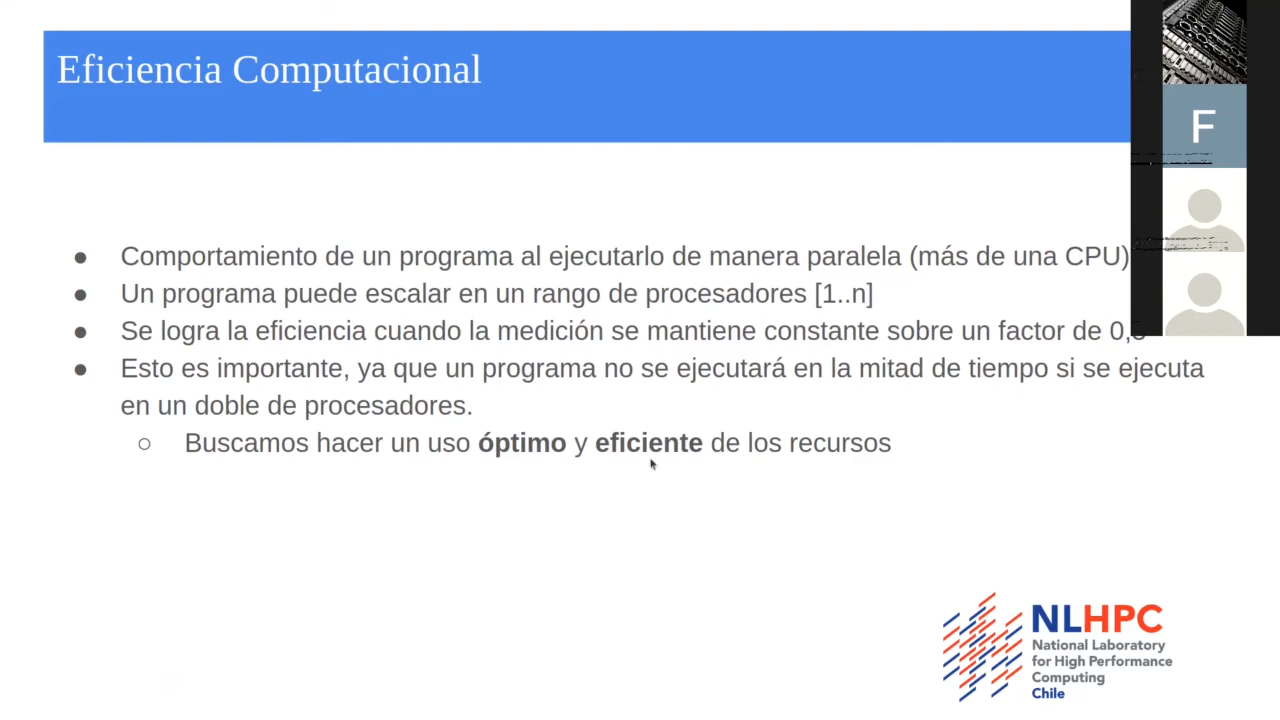 Eficiencia Computacional
F
● Comportamiento de un programa al ejecutarlo de manera paralela (más de una CPU)
● Un programa puede escalar en un rango de procesadores [1..n]
● Se logra la eficiencia cuando la medición se mantiene constante sobre un factor de
● Esto es importante, ya que un programa no se ejecutará en la mitad de tiempo si se ejecuta
en un doble de procesadores.
○ Buscamos hacer un uso óptimo y eficiente de los recursos
NLHPC
National Laboratory
for High Performance
Computing
Chile